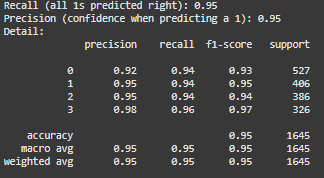 Recall (all 1s predicted right): 0.95
Precision (confidence when predicting a 1): 0.95
Detail:
precision recall f1-score support
0 0.92 0.94 0.93 527
1 0.95 0.94 0.95 406
2 0.95 0.94 0.94 386
3 0.98 0.96 0.97 326
accuracy 0.95 1645
macro avg 0.95 0.95 0.95 1645
weighted avg 0.95 0.95 0.95 1645